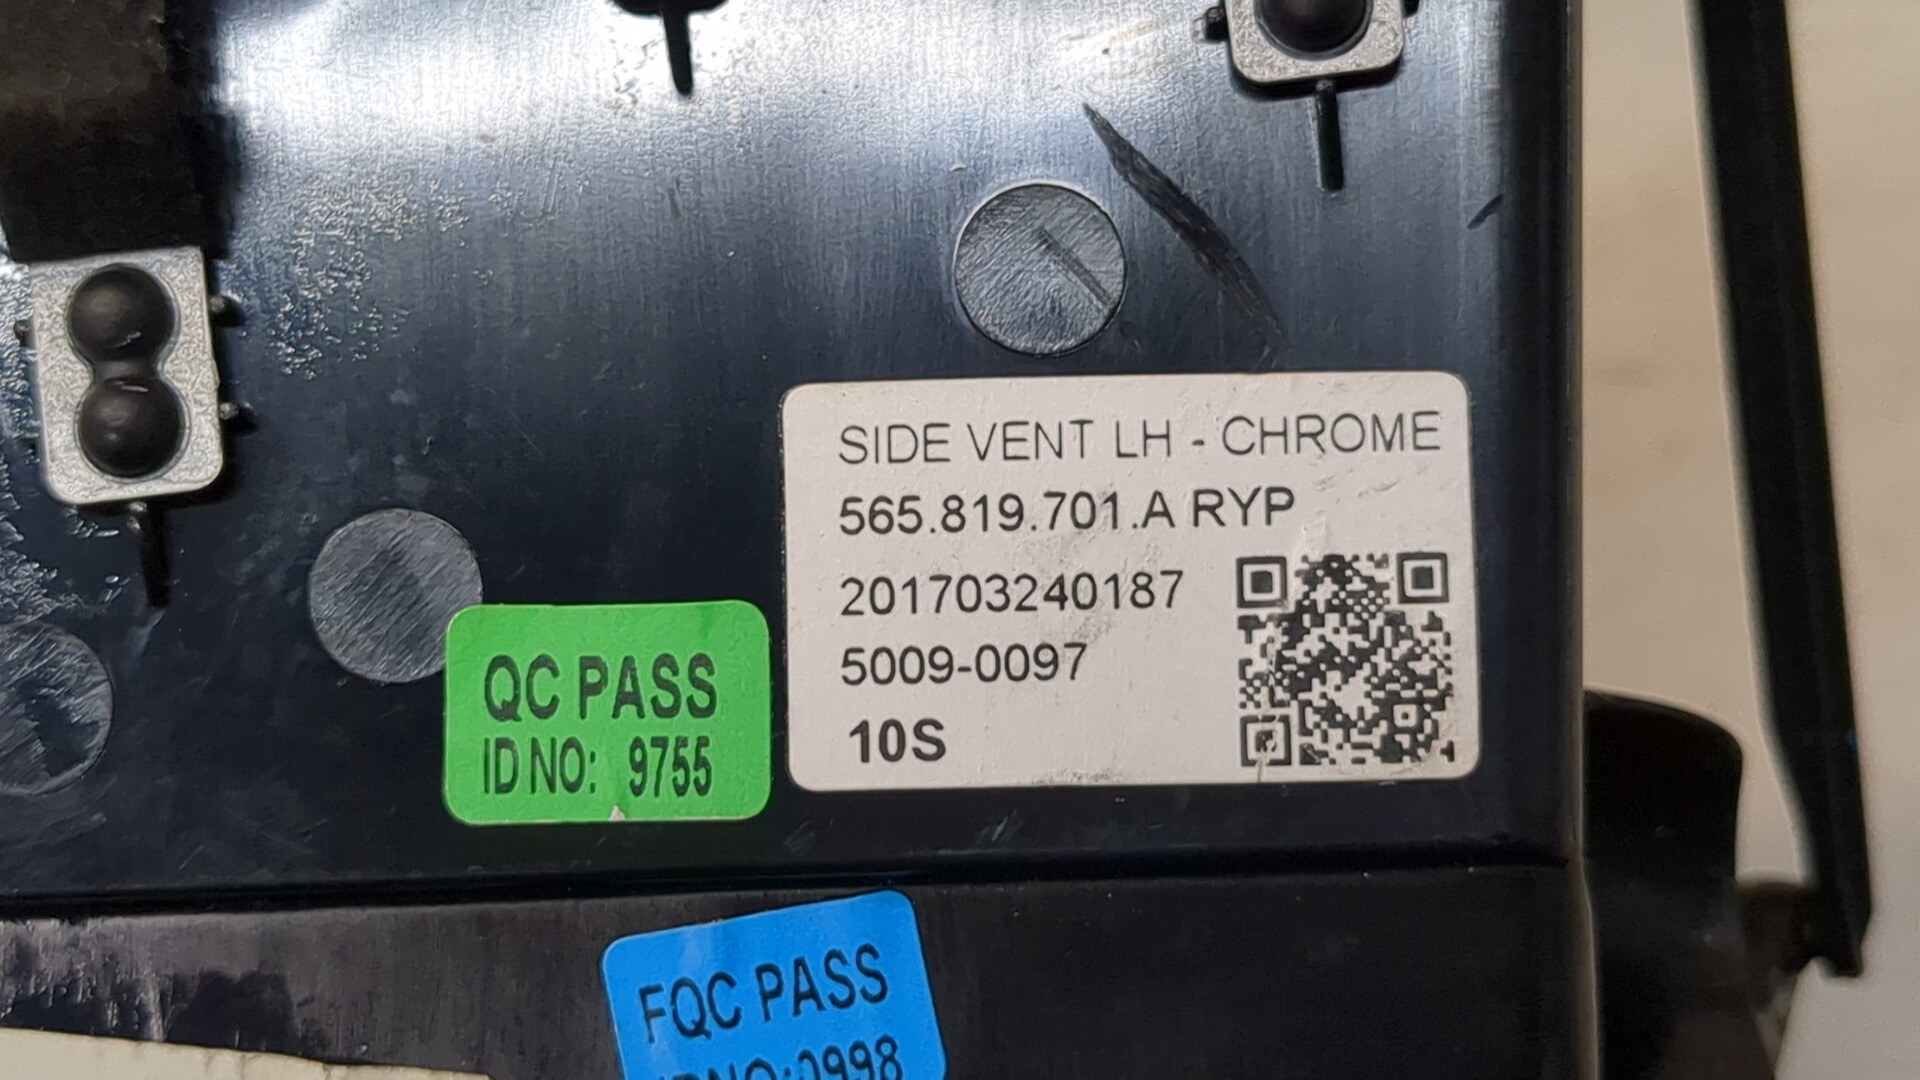 SIDE VENT LH - CHROME
565.819.701.A RYP
201703240187
5009-0097
10S
QC PASS
ID NO: 9755
FQC PASS